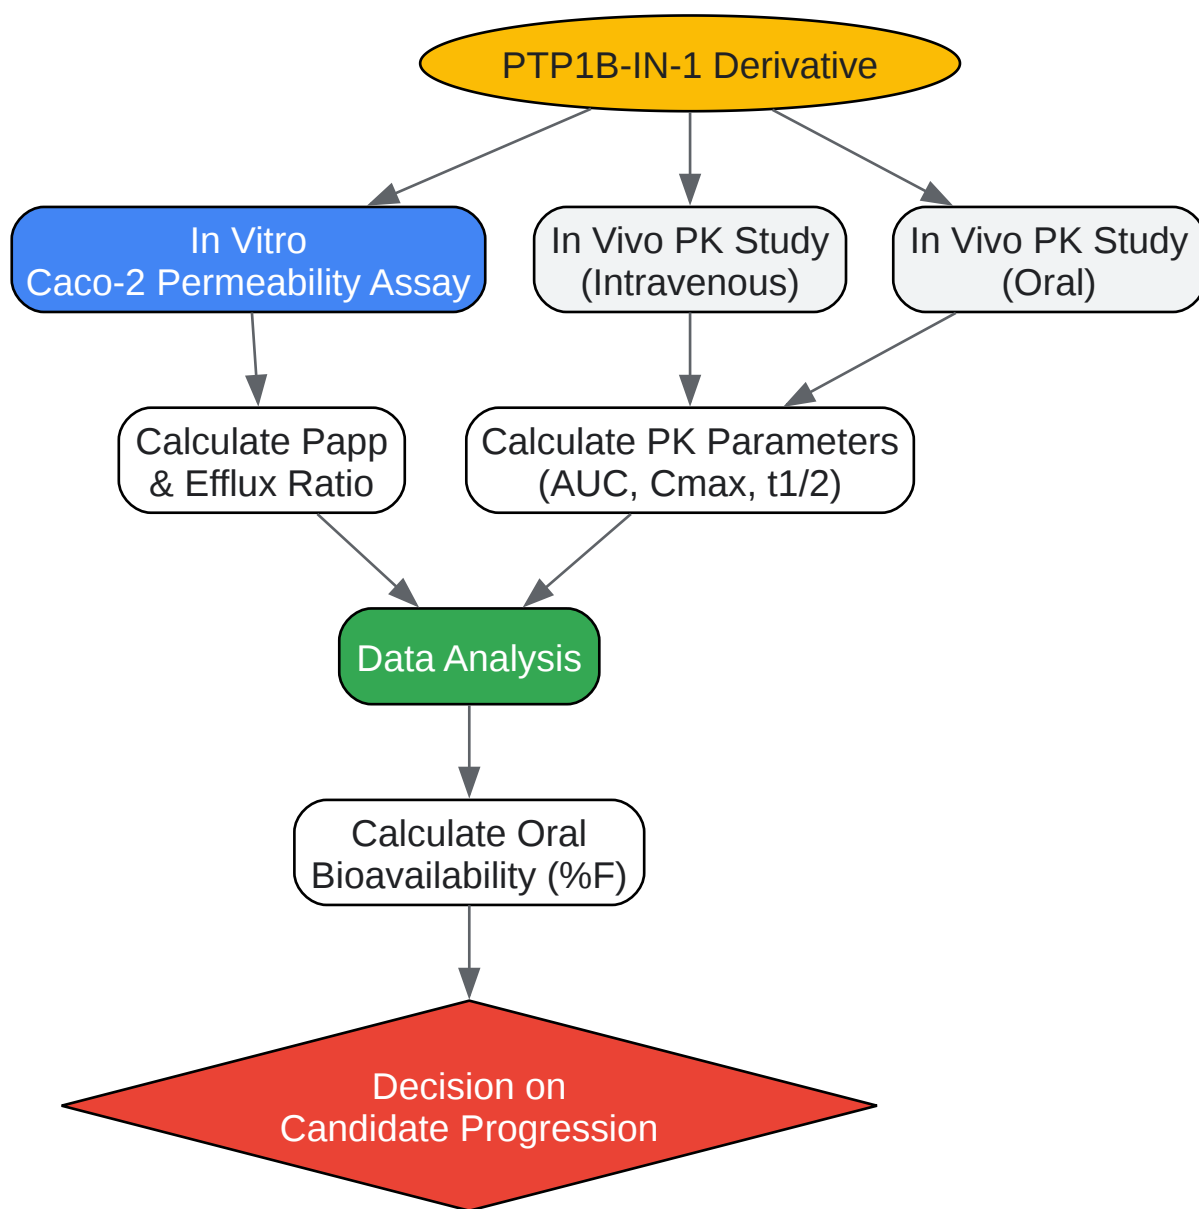 PTP1B-IN-1 Derivative
In Vitro
Caco-2 Permeability Assay
In Vivo PK Study
(Intravenous)
In Vivo PK Study
(Oral)
Calculate Papp
& Efflux Ratio
Calculate PK Parameters
(AUC, Cmax, t1/2)
Data Analysis
Calculate Oral
Bioavailability (%F)
Decision on
Candidate Progression